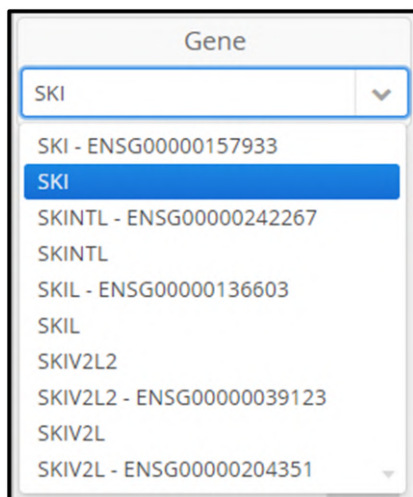 Gene
SKI
SKI - ENSG00000157933
SKI
SKINTL - ENSG00000242267
SKINTL
SKIL - ENSG00000136603
SKIL
SKIV2L2
SKIV2L2 - ENSG00000039123
SKIV2L
SKIV2L - ENSG00000204351